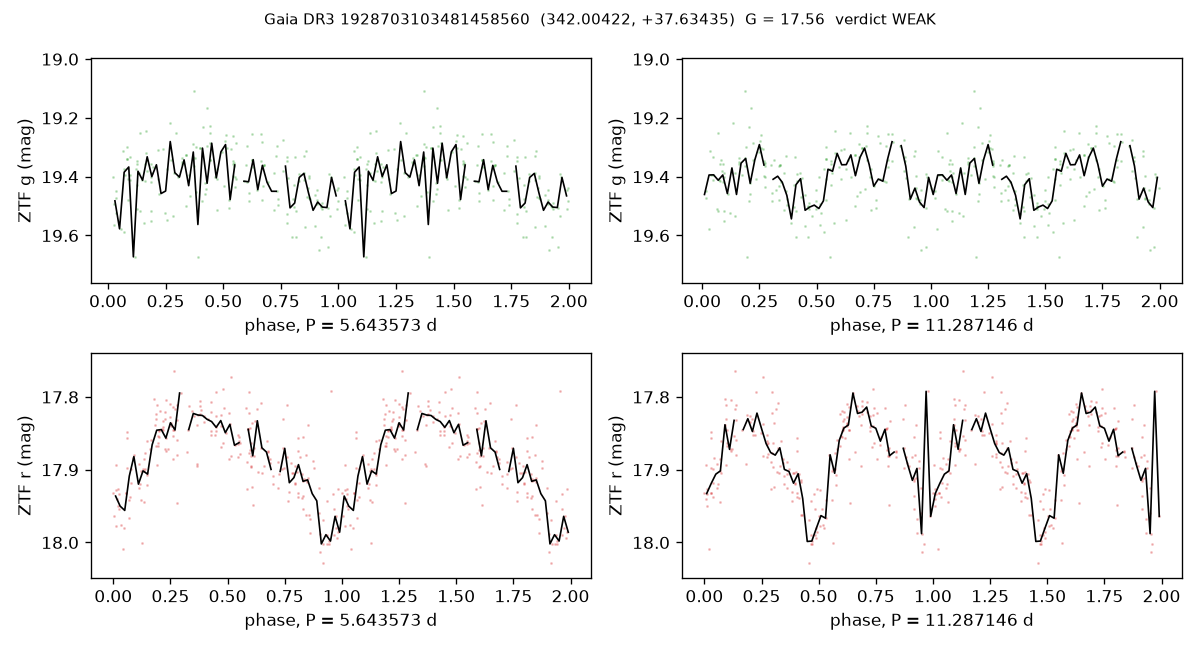 Gaia DR3 1928703103481458560 (342.00422, +37.63435) G = 17.56 verdict WEAK
ZTF g (mag)
19.0
19.2
19.4
19.6
0.00 0.25 0.50 0.75 1.00 1.25 1.50 1.75 2.00
phase, P = 5.643573 d
ZTF g (mag)
19.0
19.2
19.4
19.6
0.00 0.25 0.50 0.75 1.00 1.25 1.50 1.75 2.00
phase, P = 11.287146 d
ZTF r (mag)
17.8
17.9
18.0
0.00 0.25 0.50 0.75 1.00 1.25 1.50 1.75 2.00
phase, P = 5.643573 d
ZTF r (mag)
17.8
17.9
18.0
0.00 0.25 0.50 0.75 1.00 1.25 1.50 1.75 2.00
phase, P = 11.287146 d